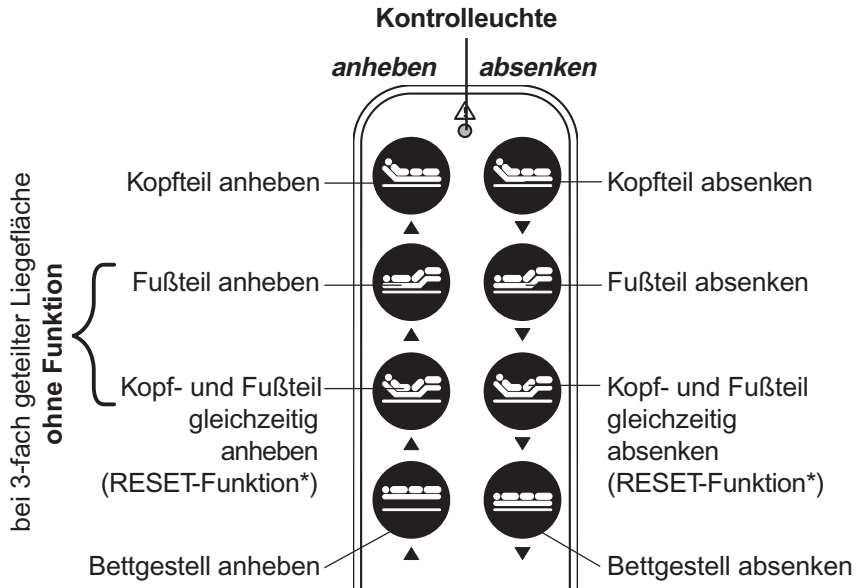 Kontrolleuchte
anheben absenken
Kopfteil anheben
Kopfteil absenken
bei 3-fach geteilter Liegefläche
ohne Funktion
Fußteil anheben
Fußteil absenken
Kopf- und Fußteil
gleichzeitig
anheben
(RESET-Funktion*)
Kopf- und Fußteil
gleichzeitig
absenken
(RESET-Funktion*)
Bettgestell anheben
Bettgestell absenken